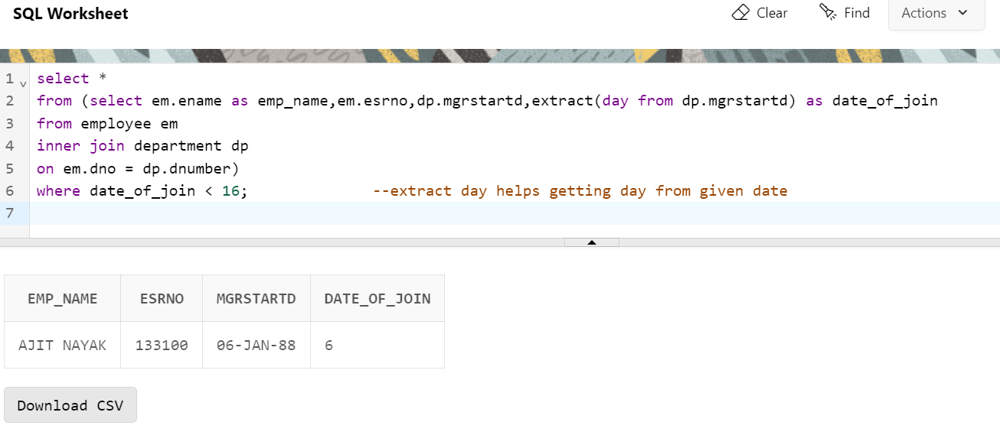 SQL Worksheet
Clear
Find
Actions
1 select *
2 from (select em.ename as emp_name,em.esrno,dp.mgrstartd,extract(day from dp.mgrstartd) as date_of_join
3 from employee em
4 inner join department dp
5 on em.dno = dp.dnumber)
6 where date_of_join < 16; --extract day helps getting day from given date
7
EMP_NAME ESRNO MGRSTARTD DATE_OF_JOIN
AJIT NAYAK 133100 06-JAN-88 6
Download CSV